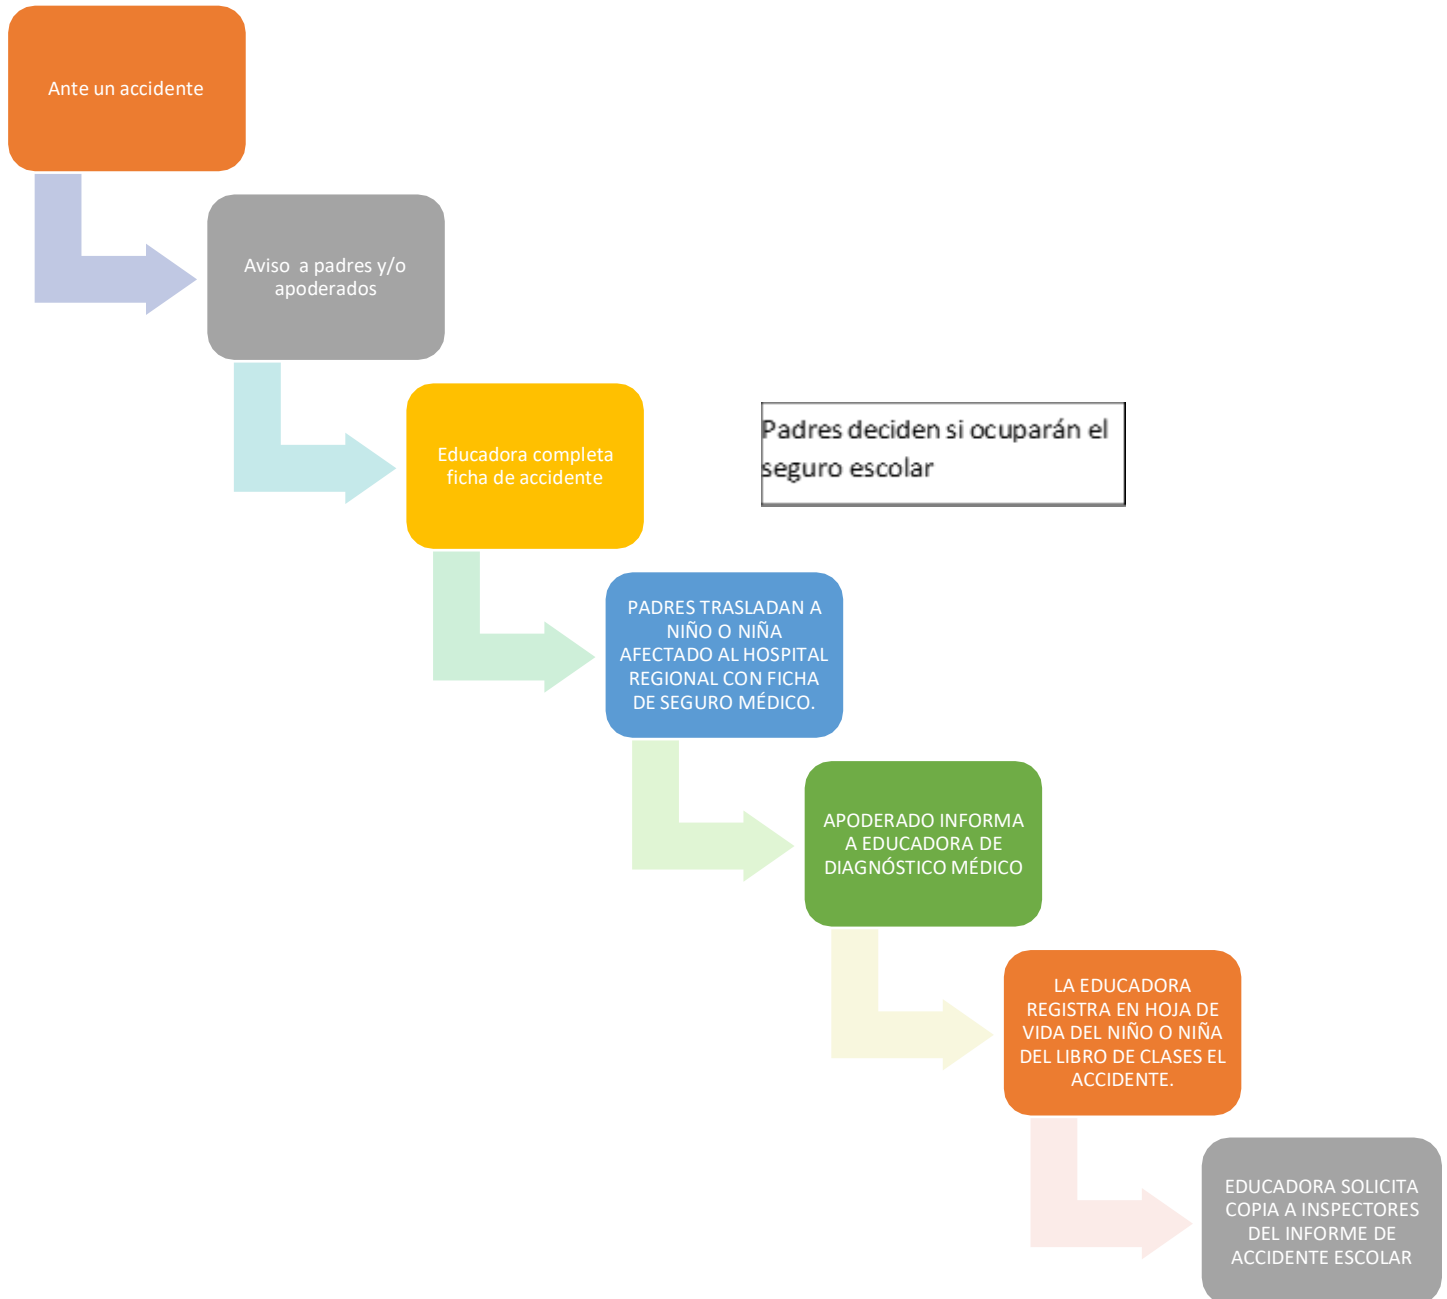 Ante un accidente
Aviso a padres y/o
apoderados
Educadora completa
ficha de accidente
Padres deciden si ocuparán el
seguro escolar
PADRES TRASLADAN A
NIÑO O NIÑA
AFECTADO AL HOSPITAL
REGIONAL CON FICHA
DE SEGURO MÉDICO.
APODERADO INFORMA
A EDUCADORA DE
DIAGNÓSTICO MÉDICO
LA EDUCADORA
REGISTRA EN HOJA DE
VIDA DEL NIÑO O NIÑA
DEL LIBRO DE CLASES EL
ACCIDENTE.
EDUCADORA SOLICITA
COPIA A INSPECTORES
DEL INFORME DE
ACCIDENTE ESCOLAR